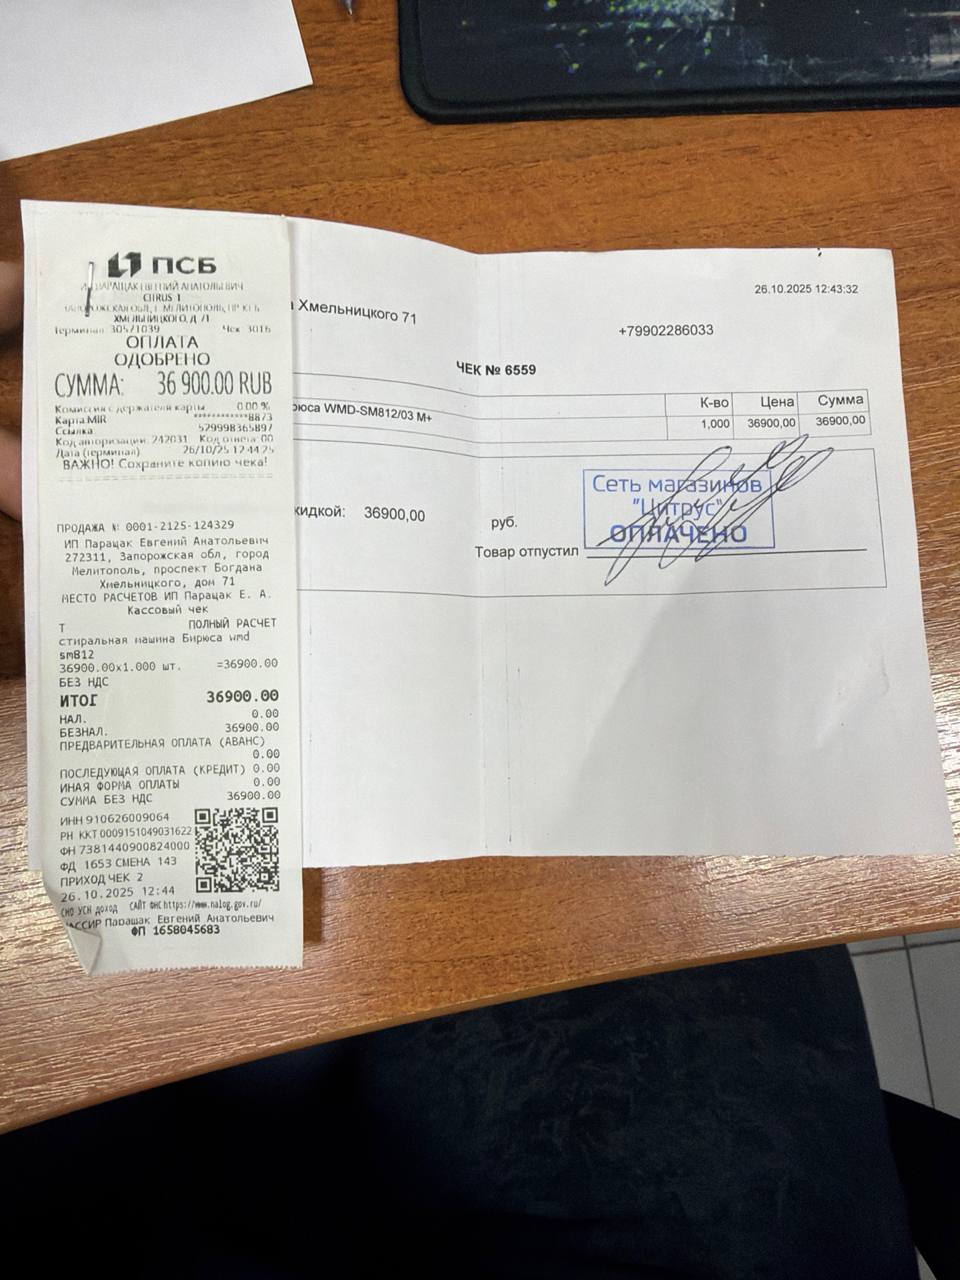 ПСБ
ИП ПАРАЦАК ЕВГЕНИЙ АНАТОЛЬЕВИЧ
CITRUS 1
ЗАПОРОЖСКАЯ ОБЛ, Г. МЕЛИТОПОЛЬ, ПР-КТ Б.
ХМЕЛЬНИЦКОГО, Д. 71
Терминал 30571039 Чек 3016
ОПЛАТА
ОДОБРЕНО
СУММА: 36 900.00 RUB
Комиссия с держателя карты 0.00 %
Карта MIR ************8873
Ссылка 529998365897
Код авторизации: 242031 Код ответа: 00
Дата (терминал) 26/10/25 12:44:25
ВАЖНО! Сохраните копию чека!
ПРОДАЖА № 0001-2125-124329
ИП Парацак Евгений Анатольевич
272311, Запорожская обл, город
Мелитополь, проспект Богдана
Хмельницкого, дом 71
МЕСТО РАСЧЕТОВ ИП Парацак Е. А.
Кассовый чек
Т ПОЛНЫЙ РАСЧЕТ
стиральная машина Бирюса wmd
sm812
36900.00x1.000 шт. =36900.00
БЕЗ НДС
ИТОГ 36900.00
НАЛ. 0.00
БЕЗНАЛ. 36900.00
ПРЕДВАРИТЕЛЬНАЯ ОПЛАТА (АВАНС)
0.00
ПОСЛЕДУЮЩАЯ ОПЛАТА (КРЕДИТ) 0.00
ИНАЯ ФОРМА ОПЛАТЫ 0.00
СУММА БЕЗ НДС 36900.00
ИНН 910626009064
РН ККТ 0009151049031622
ФН 7381440900824000
ФД 1653 СМЕНА 143
ПРИХОД ЧЕК 2
26.10.2025 12:44
СНО УСН доход САЙТ ФНС https://www.nalog.gov.ru/
КАССИР Парацак Евгений Анатольевич
ФП 1658045683
26.10.2025 12:43:32
Хмельницкого 71
+79902286033
ЧЕК № 6559
К-во Цена Сумма
рюса WMD-SM812/03 M+ 1,000 36900,00 36900,00
кидкой: 36900,00 руб.
Товар отпустил
Сеть магазинов
"Цитрус"
ОПЛАЧЕНО